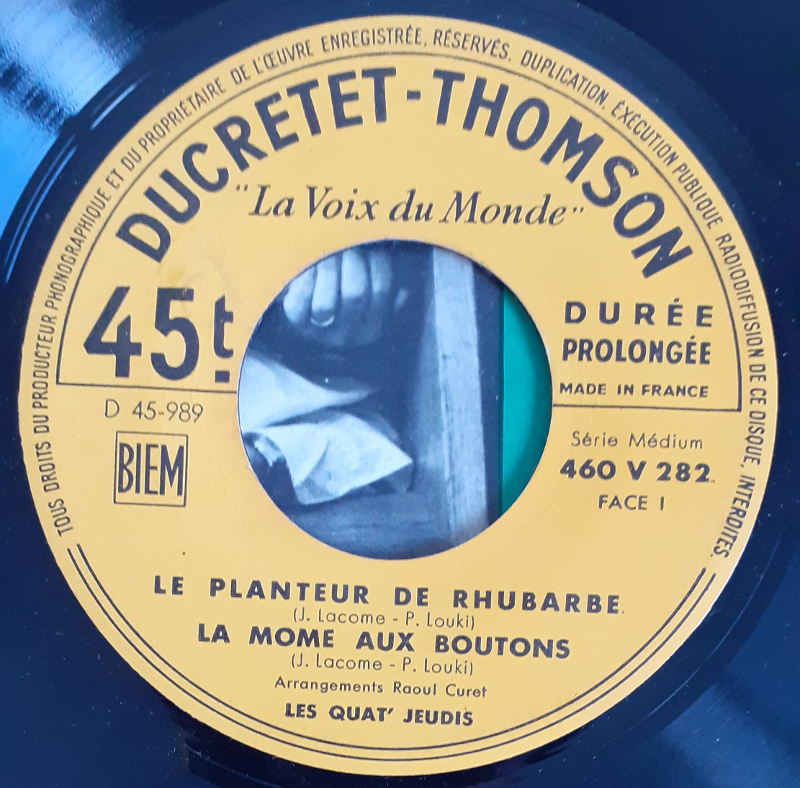 TOUS DROITS DU PRODUCTEUR PHONOGRAPHIQUE ET DU PROPRIÉTAIRE DE L'ŒUVRE ENREGISTRÉE, RÉSERVÉS. DUPLICATION, ÉXÉCUTION PUBLIQUE RADIODIFFUSION DE CE DISQUE, INTERDITES.
DUCRETET-THOMSON
"La Voix du Monde"
45t.
DURÉE
PROLONGÉE
MADE IN FRANCE
D 45-989
BIEM
Série Médium
460 V 282
FACE 1
LE PLANTEUR DE RHUBARBE
(J. Lacome - P. Louki)
LA MOME AUX BOUTONS
(J. Lacome - P. Louki)
Arrangements Raoul Curet
LES QUAT' JEUDIS